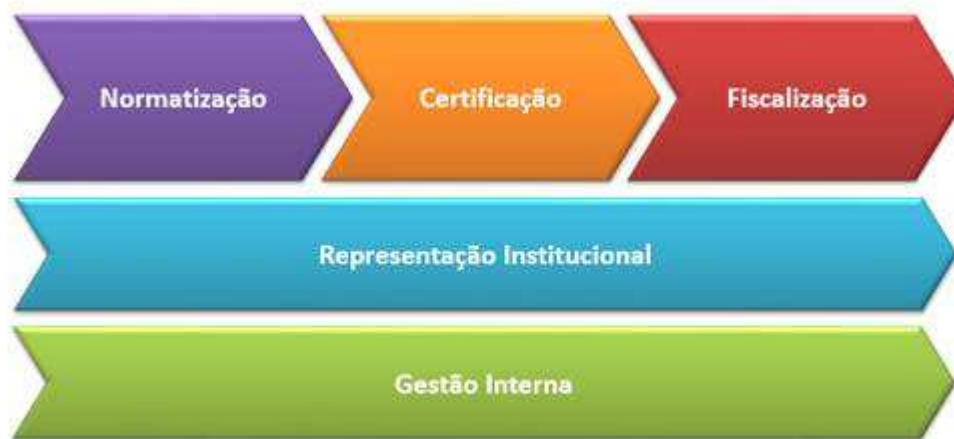 Normatização
Certificação
Fiscalização
Representação Institucional
Gestão Interna